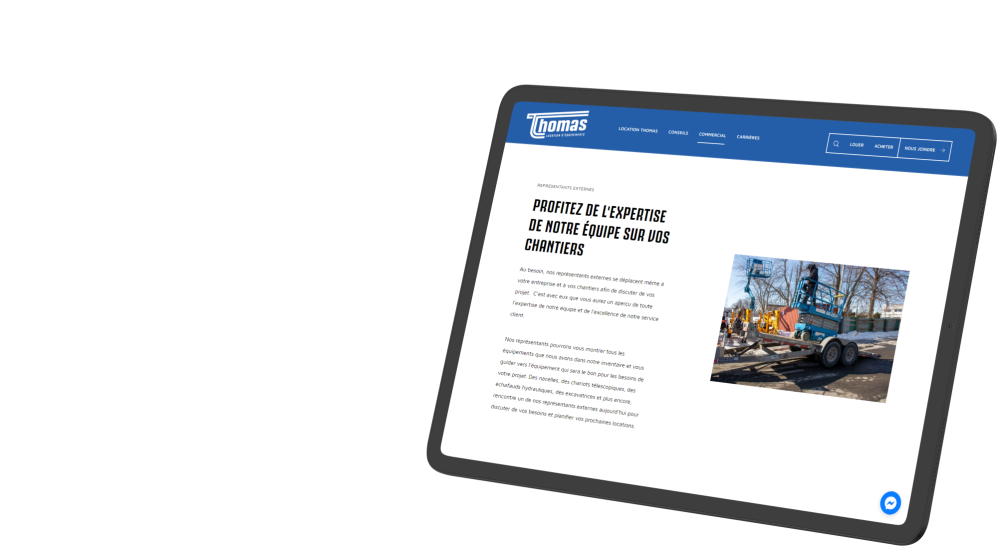 Thomas
LOCATION D'ÉQUIPEMENTS
LOCATION THOMAS
CONSEILS
COMMERCIAL
CARRIÈRES
LOUER
ACHETER
NOUS JOINDRE
REPRÉSENTANTS EXTERNES
PROFITEZ DE L'EXPERTISE
DE NOTRE ÉQUIPE SUR VOS
CHANTIERS
Au besoin, nos représentants externes se déplacent même à
votre entreprise et à vos chantiers afin de discuter de vos
projet. C'est avec eux que vous aurez un aperçu de toute
l'expertise de notre équipe et de l'excellence de notre service
client.
Nos représentants pourrons vous montrer tous les
équipements que nous avons dans notre inventaire et vous
guider vers l'équipement qui sera le bon pour les besoins de
votre projet. Des nacelles, des chariots télescopiques, des
échafauds hydrauliques, des excavatrices et plus encore,
rencontre un de nos représentants externes aujourd'hui pour
discuter de vos besoins et planifier vos prochaines locations.